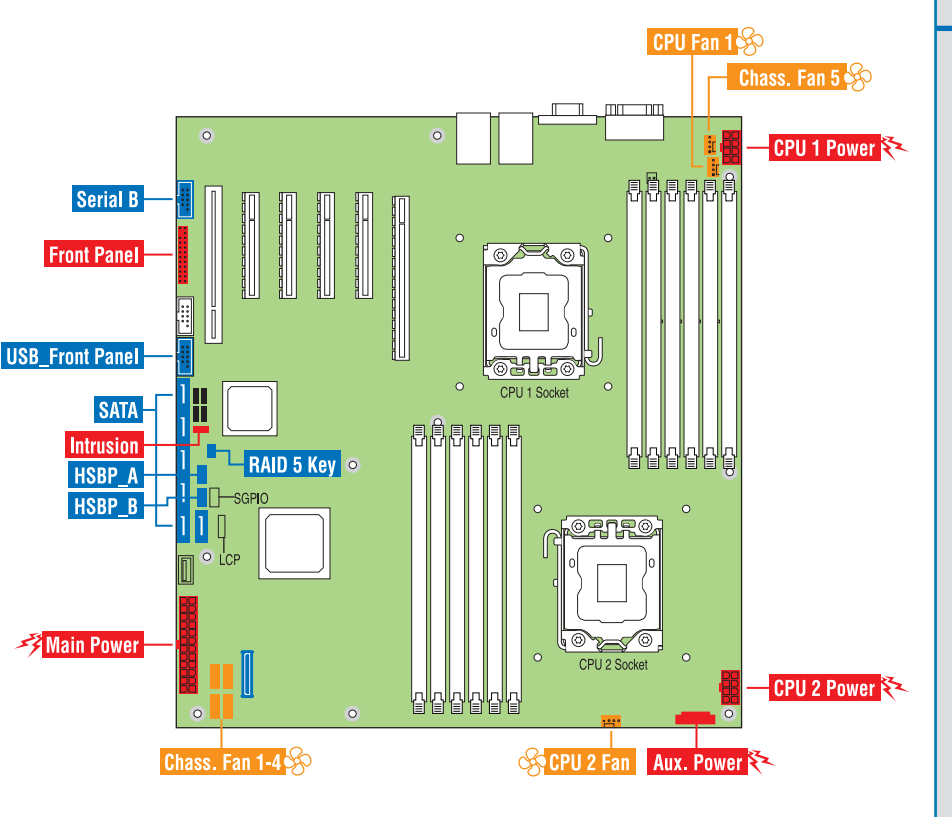 CPU Fan 1
Chass. Fan 5
CPU 1 Power
Serial B
Front Panel
USB_Front Panel
CPU 1 Socket
SATA
Intrusion
RAID 5 Key
HSBP_A
HSBP_B
SGPIO
LCP
Main Power
CPU 2 Socket
CPU 2 Power
Chass. Fan 1-4
CPU 2 Fan
Aux. Power